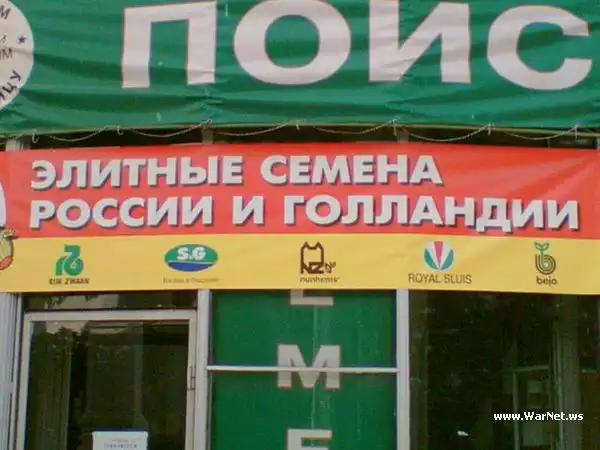 ПОИС
ЭЛИТНЫЕ СЕМЕНА
РОССИИ И ГОЛЛАНДИИ
RIJK ZWAAN
S&G
nunhems
ROYAL SLUIS
bejo
Е
М
Е
www.WarNet.ws